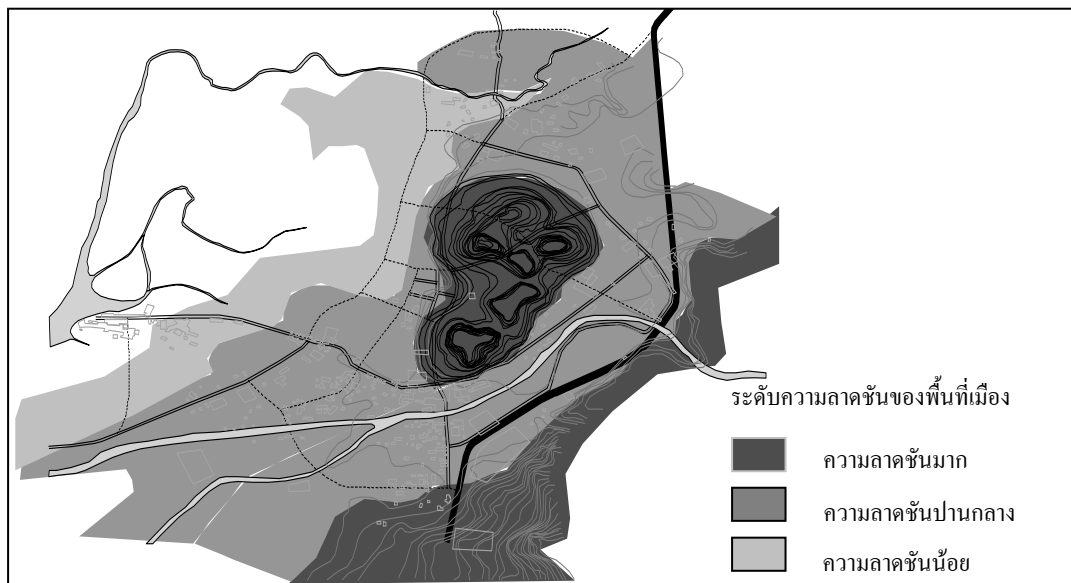 ระดับความลาดชันของพื้นที่เมือง
ความลาดชันมาก
ความลาดชันปานกลาง
ความลาดชันน้อย